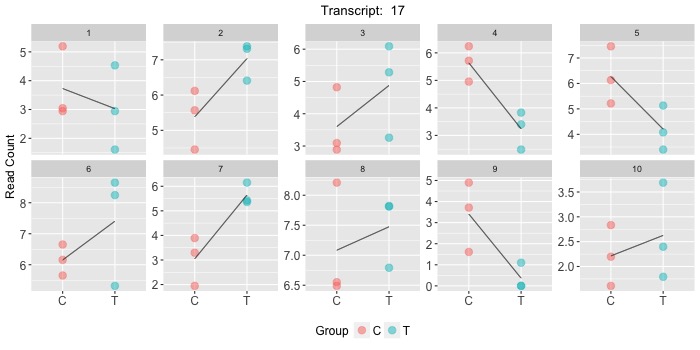 Transcript: 17
Read Count
1 2 3 4 5
5 4 3 2
7 6 5
6 5 4 3
6 5 4 3
7 6 5 4
6 7 8 9 10
8 7 6
6 5 4 3 2
8.0 7.5 7.0 6.5
5 4 3 2 1 0
3.5 3.0 2.5 2.0
C T C T C T C T C T
Group C T